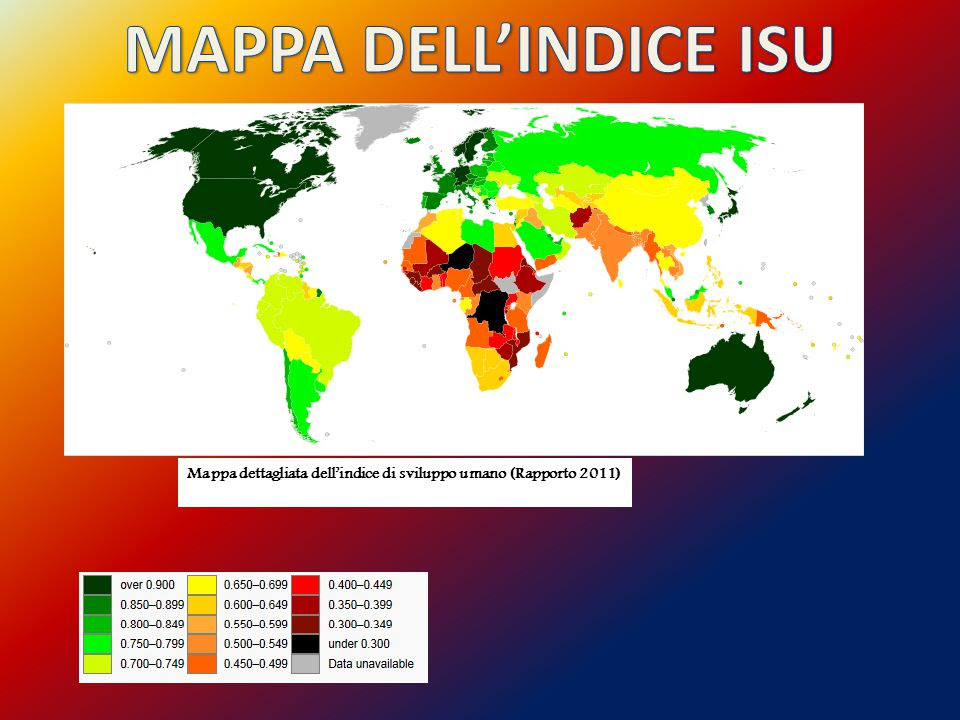 MAPPA DELL’INDICE ISU
Mappa dettagliata dell’indice di sviluppo umano (Rapporto 2011)
over 0.900 0.650–0.699 0.400–0.449
0.850–0.899 0.600–0.649 0.350–0.399
0.800–0.849 0.550–0.599 0.300–0.349
0.750–0.799 0.500–0.549 under 0.300
0.700–0.749 0.450–0.499 Data unavailable